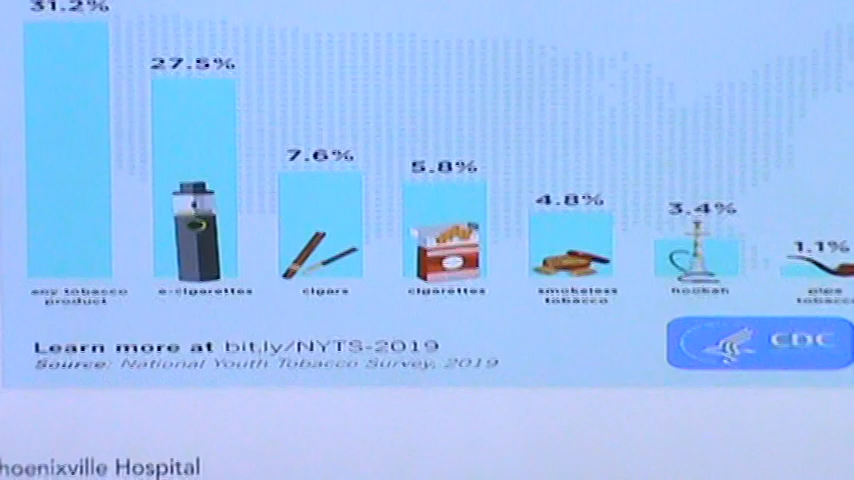 31.2%
27.5%
7.6%
5.8%
4.8%
3.4%
1.1%
any tobacco product
e-cigarettes
cigars
cigarettes
smokeless tobacco
hookah
pipe tobacco
Learn more at bit.ly/NYTS-2019
Source: National Youth Tobacco Survey, 2019
CDC
hoenixville Hospital